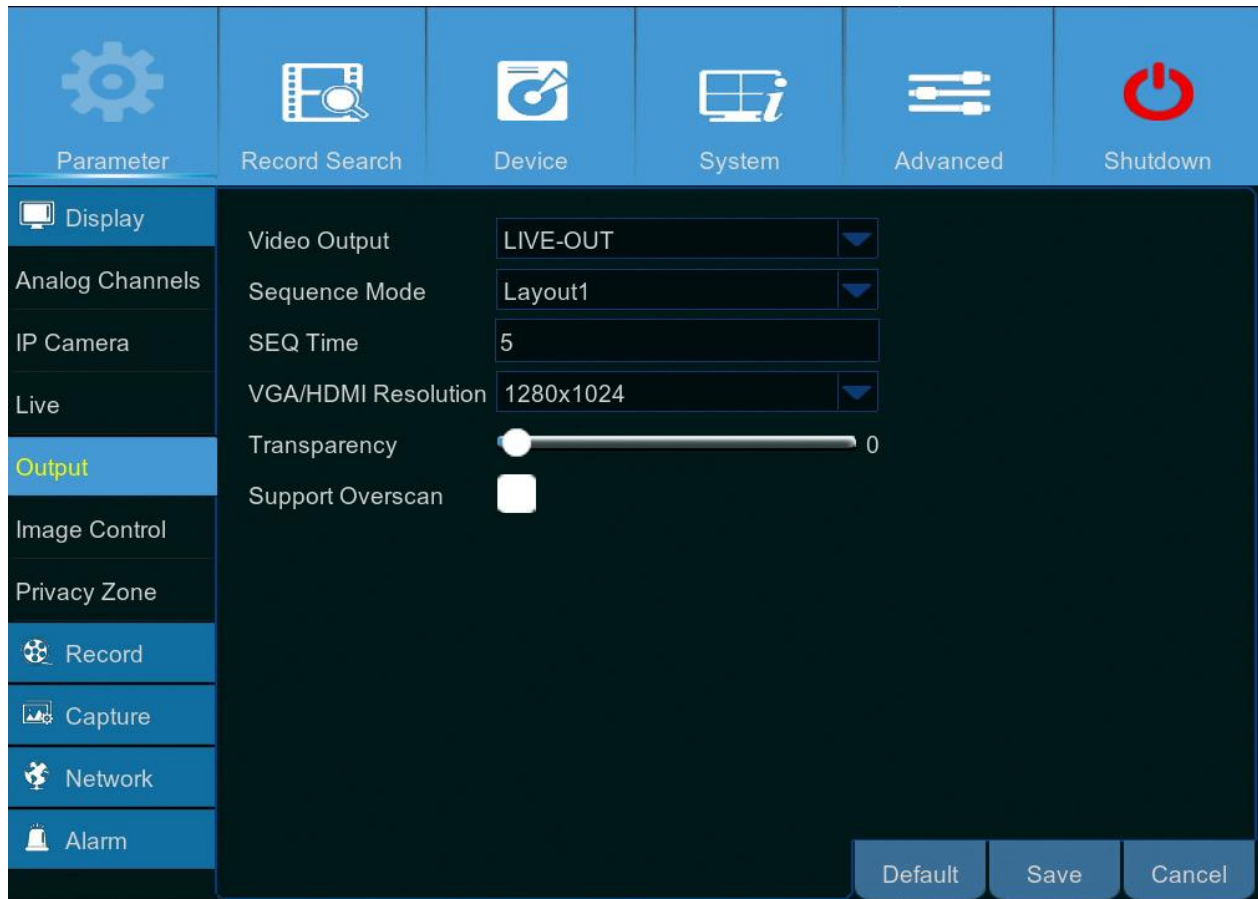 Parameter Record Search Device System Advanced Shutdown
Display
Analog Channels
IP Camera
Live
Output
Image Control
Privacy Zone
Record
Capture
Network
Alarm
Video Output LIVE-OUT
Sequence Mode Layout1
SEQ Time 5
VGA/HDMI Resolution 1280x1024
Transparency 0
Support Overscan
Default Save Cancel